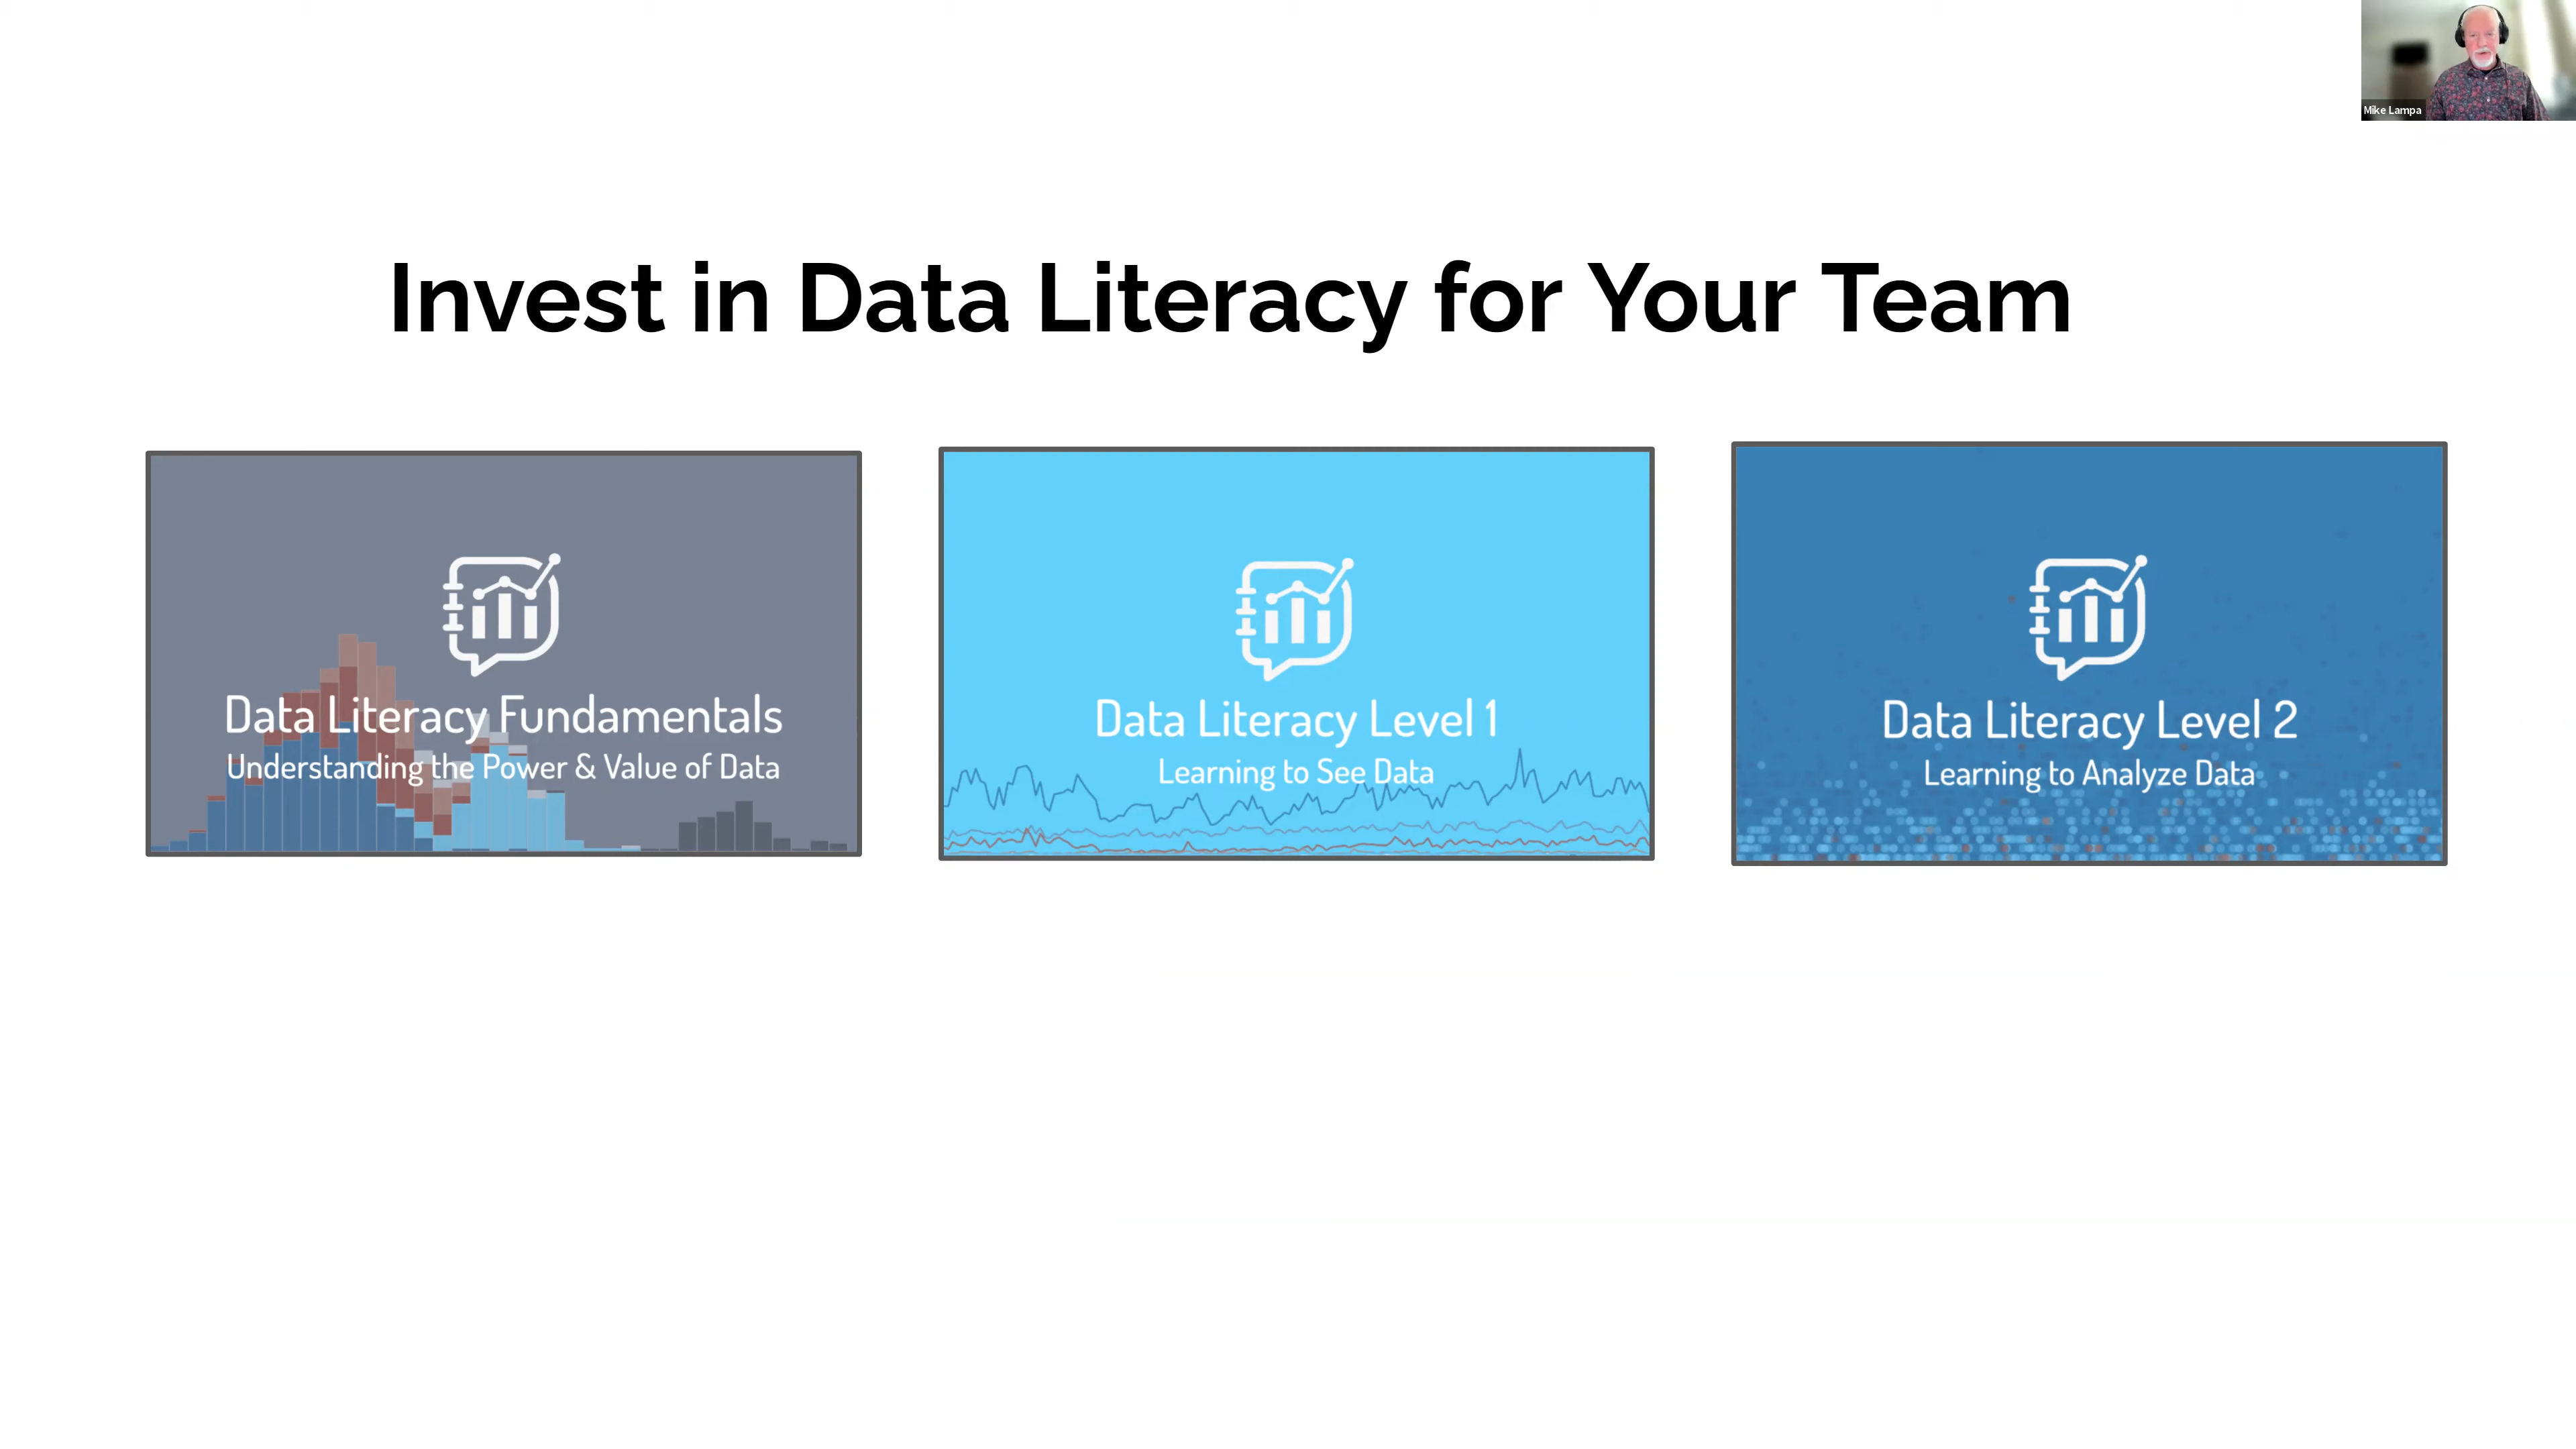 Mike Lampa
Invest in Data Literacy for Your Team
Data Literacy Fundamentals
Understanding the Power & Value of Data
Data Literacy Level 1
Learning to See Data
Data Literacy Level 2
Learning to Analyze Data